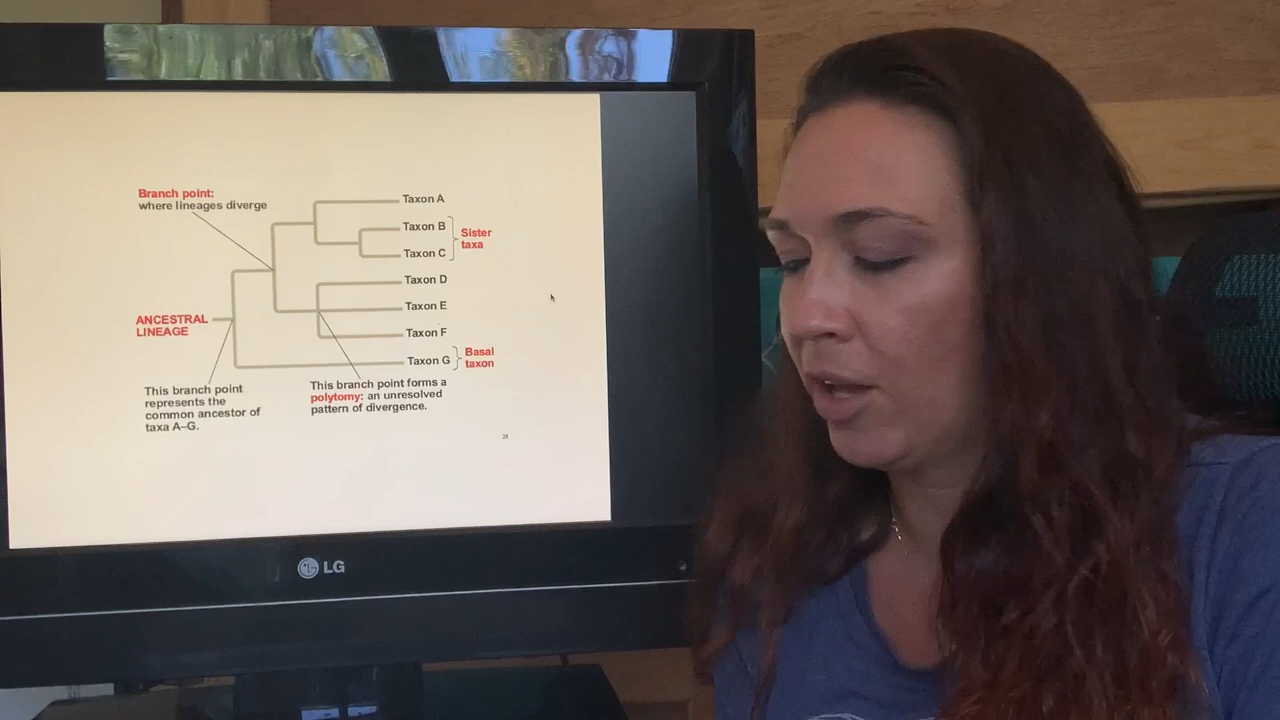 Branch point:
where lineages diverge
Taxon A
Taxon B
Taxon C
Sister
taxa
Taxon D
Taxon E
Taxon F
ANCESTRAL
LINEAGE
Taxon G
Basal
taxon
This branch point
represents the
common ancestor of
taxa A–G.
This branch point forms a
polytomy: an unresolved
pattern of divergence.
28
LG